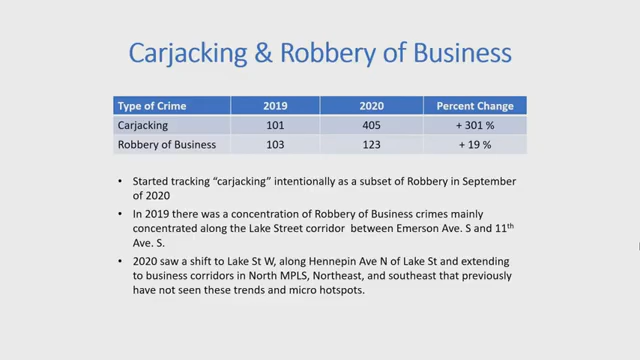 Carjacking & Robbery of Business
Type of Crime 2019 2020 Percent Change
Carjacking 101 405 + 301 %
Robbery of Business 103 123 + 19 %
• Started tracking “carjacking” intentionally as a subset of Robbery in September
of 2020
• In 2019 there was a concentration of Robbery of Business crimes mainly
concentrated along the Lake Street corridor between Emerson Ave. S and 11th
Ave. S.
• 2020 saw a shift to Lake St W, along Hennepin Ave N of Lake St and extending
to business corridors in North MPLS, Northeast, and southeast that previously
have not seen these trends and micro hotspots.